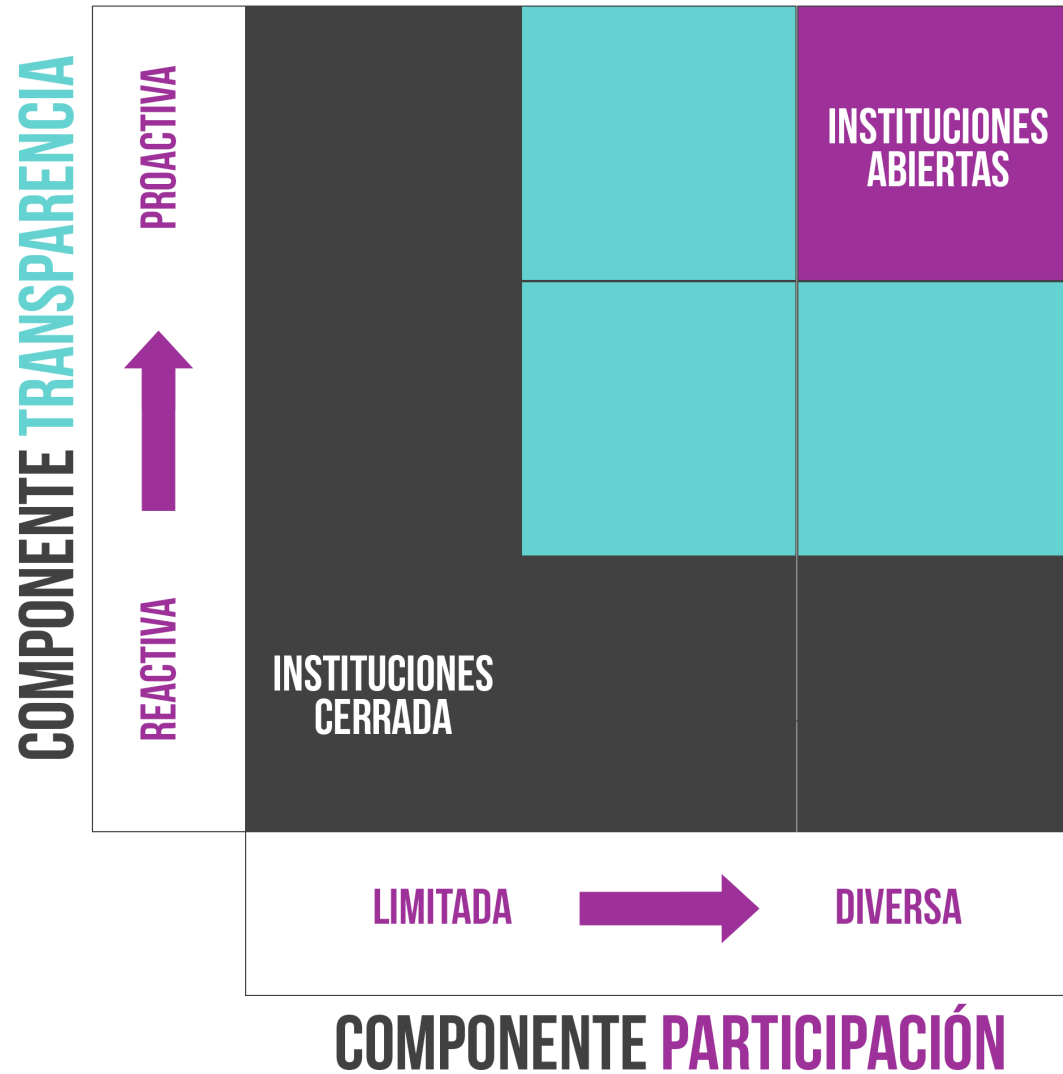 COMPONENTE TRANSPARENCIA
PROACTIVA
REACTIVA
INSTITUCIONES
ABIERTAS
INSTITUCIONES
CERRADA
LIMITADA
DIVERSA
COMPONENTE PARTICIPACIÓN